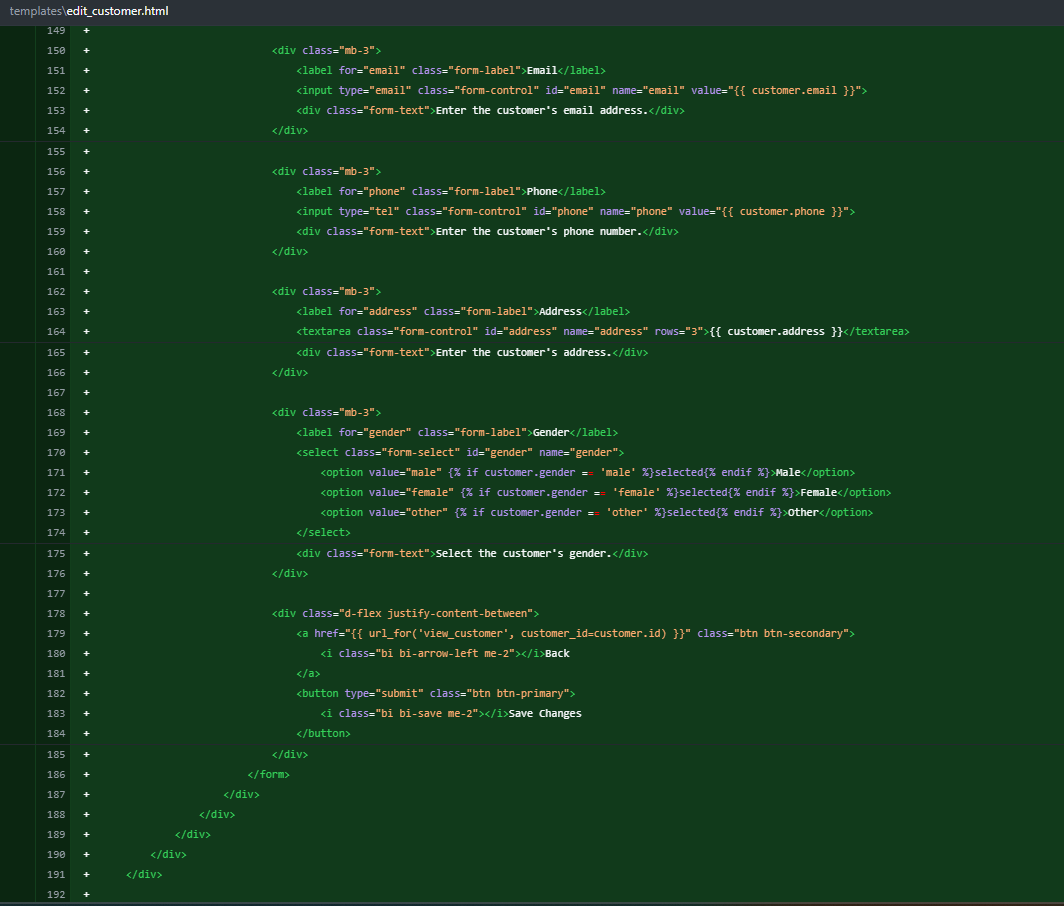 templates\edit_customer.html
149 +
150 + <div class="mb-3">
151 + <label for="email" class="form-label">Email</label>
152 + <input type="email" class="form-control" id="email" name="email" value="{{ customer.email }}">
153 + <div class="form-text">Enter the customer's email address.</div>
154 + </div>
155 +
156 + <div class="mb-3">
157 + <label for="phone" class="form-label">Phone</label>
158 + <input type="tel" class="form-control" id="phone" name="phone" value="{{ customer.phone }}">
159 + <div class="form-text">Enter the customer's phone number.</div>
160 + </div>
161 +
162 + <div class="mb-3">
163 + <label for="address" class="form-label">Address</label>
164 + <textarea class="form-control" id="address" name="address" rows="3">{{ customer.address }}</textarea>
165 + <div class="form-text">Enter the customer's address.</div>
166 + </div>
167 +
168 + <div class="mb-3">
169 + <label for="gender" class="form-label">Gender</label>
170 + <select class="form-select" id="gender" name="gender">
171 + <option value="male" {% if customer.gender == 'male' %}selected{% endif %}>Male</option>
172 + <option value="female" {% if customer.gender == 'female' %}selected{% endif %}>Female</option>
173 + <option value="other" {% if customer.gender == 'other' %}selected{% endif %}>Other</option>
174 + </select>
175 + <div class="form-text">Select the customer's gender.</div>
176 + </div>
177 +
178 + <div class="d-flex justify-content-between">
179 + <a href="{{ url_for('view_customer', customer_id=customer.id) }}" class="btn btn-secondary">
180 + <i class="bi bi-arrow-left me-2"></i>Back
181 + </a>
182 + <button type="submit" class="btn btn-primary">
183 + <i class="bi bi-save me-2"></i>Save Changes
184 + </button>
185 + </div>
186 + </form>
187 + </div>
188 + </div>
189 + </div>
190 + </div>
191 + </div>
192 +